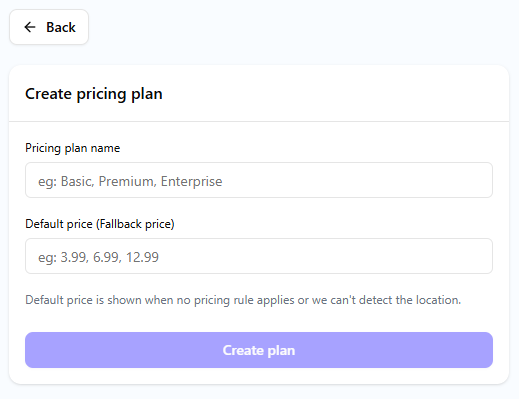 Back
Create pricing plan
Pricing plan name
eg: Basic, Premium, Enterprise
Default price (Fallback price)
eg: 3.99, 6.99, 12.99
Default price is shown when no pricing rule applies or we can't detect the location.
Create plan